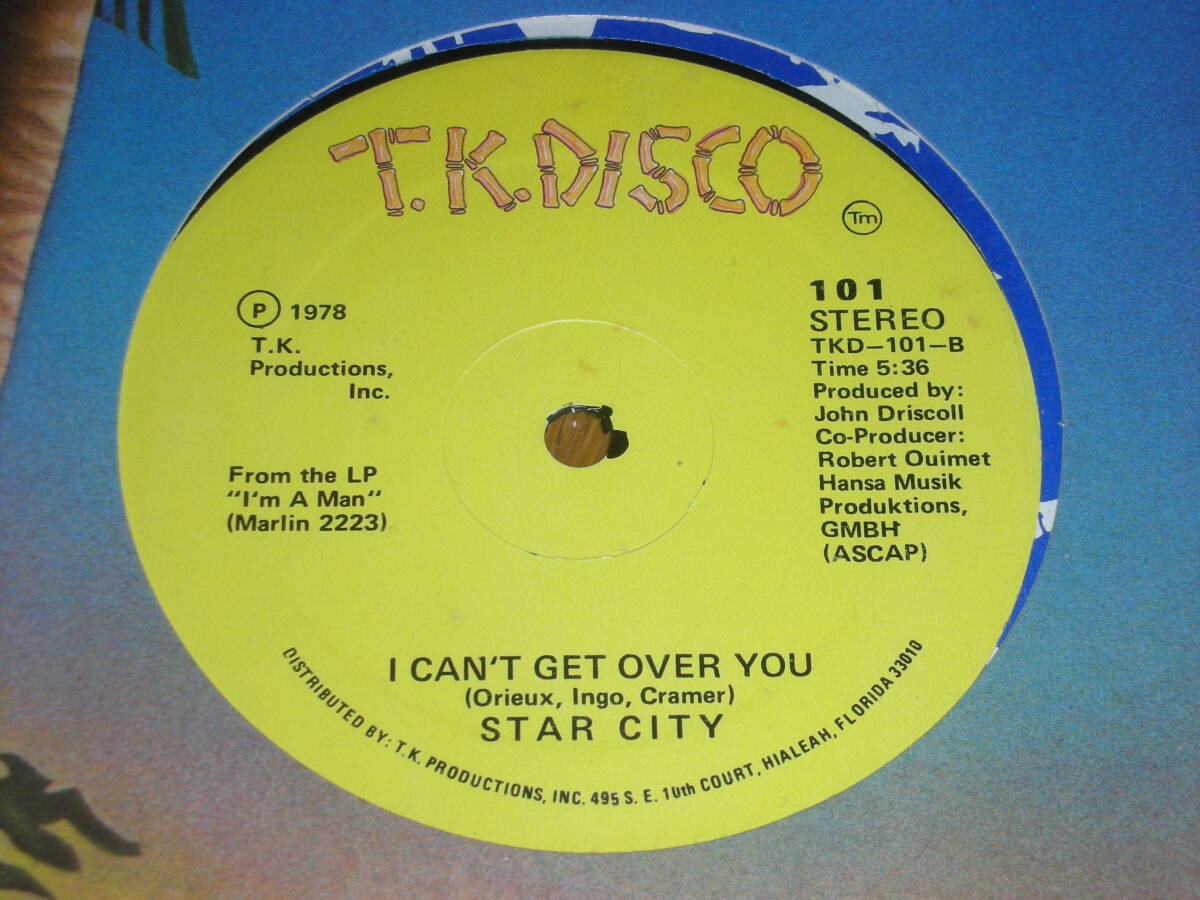 T.K. DISCO
Tm
P 1978
T.K.
Productions,
Inc.
From the LP
"I'm A Man"
(Marlin 2223)
101
STEREO
TKD-101-B
Time 5:36
Produced by:
John Driscoll
Co-Producer:
Robert Ouimet
Hansa Musik
Produktions,
GMBH
(ASCAP)
I CAN'T GET OVER YOU
(Orieux, Ingo, Cramer)
STAR CITY
DISTRIBUTED BY: T.K. PRODUCTIONS, INC. 495 S. E. 10th COURT, HIALEAH, FLORIDA 33010